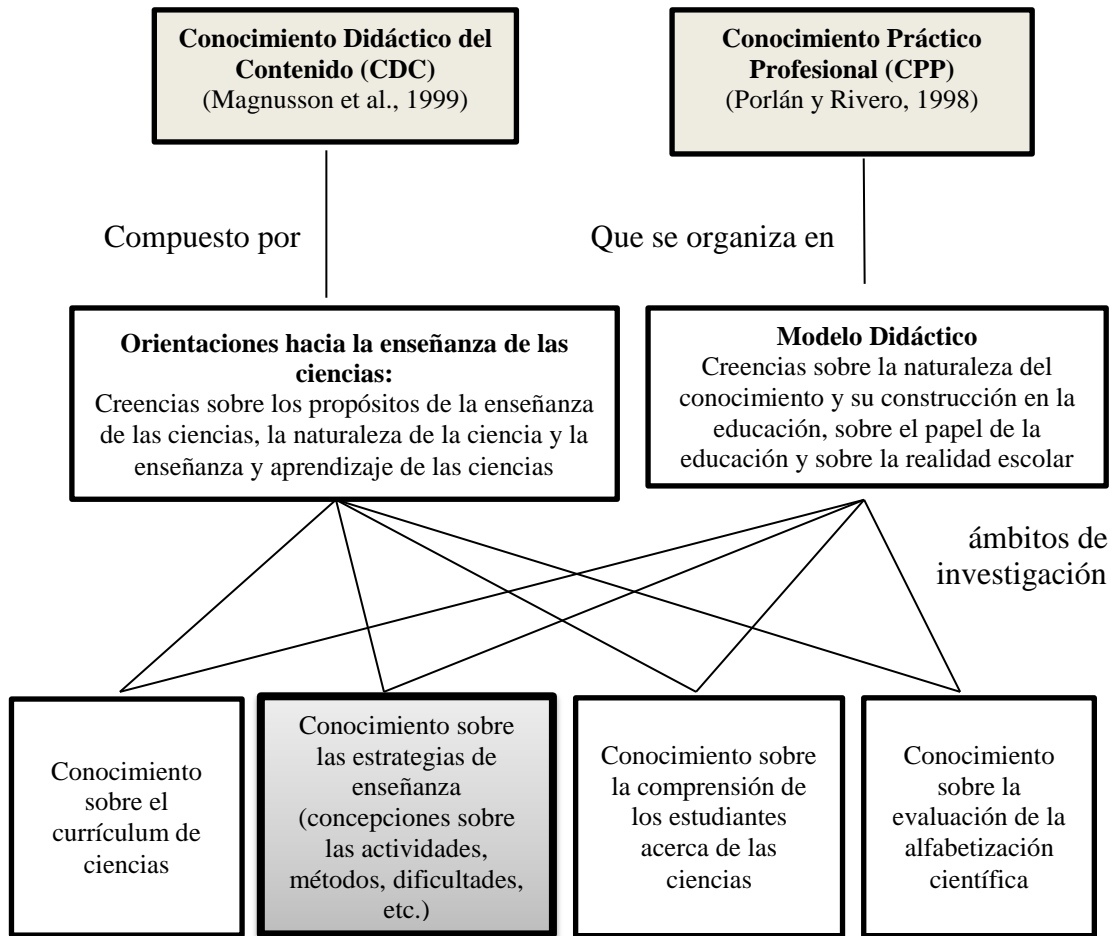 Conocimiento Didáctico del
Contenido (CDC)
(Magnusson et al., 1999)
Conocimiento Práctico
Profesional (CPP)
(Porlán y Rivero, 1998)
Compuesto por
Que se organiza en
Orientaciones hacia la enseñanza de las
ciencias:
Creencias sobre los propósitos de la enseñanza
de las ciencias, la naturaleza de la ciencia y la
enseñanza y aprendizaje de las ciencias
Modelo Didáctico
Creencias sobre la naturaleza del
conocimiento y su construcción en la
educación, sobre el papel de la
educación y sobre la realidad escolar
ámbitos de
investigación
Conocimiento
sobre el
currículum de
ciencias
Conocimiento sobre
las estrategias de
enseñanza
(concepciones sobre
las actividades,
métodos, dificultades,
etc.)
Conocimiento sobre
la comprensión de
los estudiantes
acerca de las
ciencias
Conocimiento
sobre la
evaluación de la
alfabetización
científica